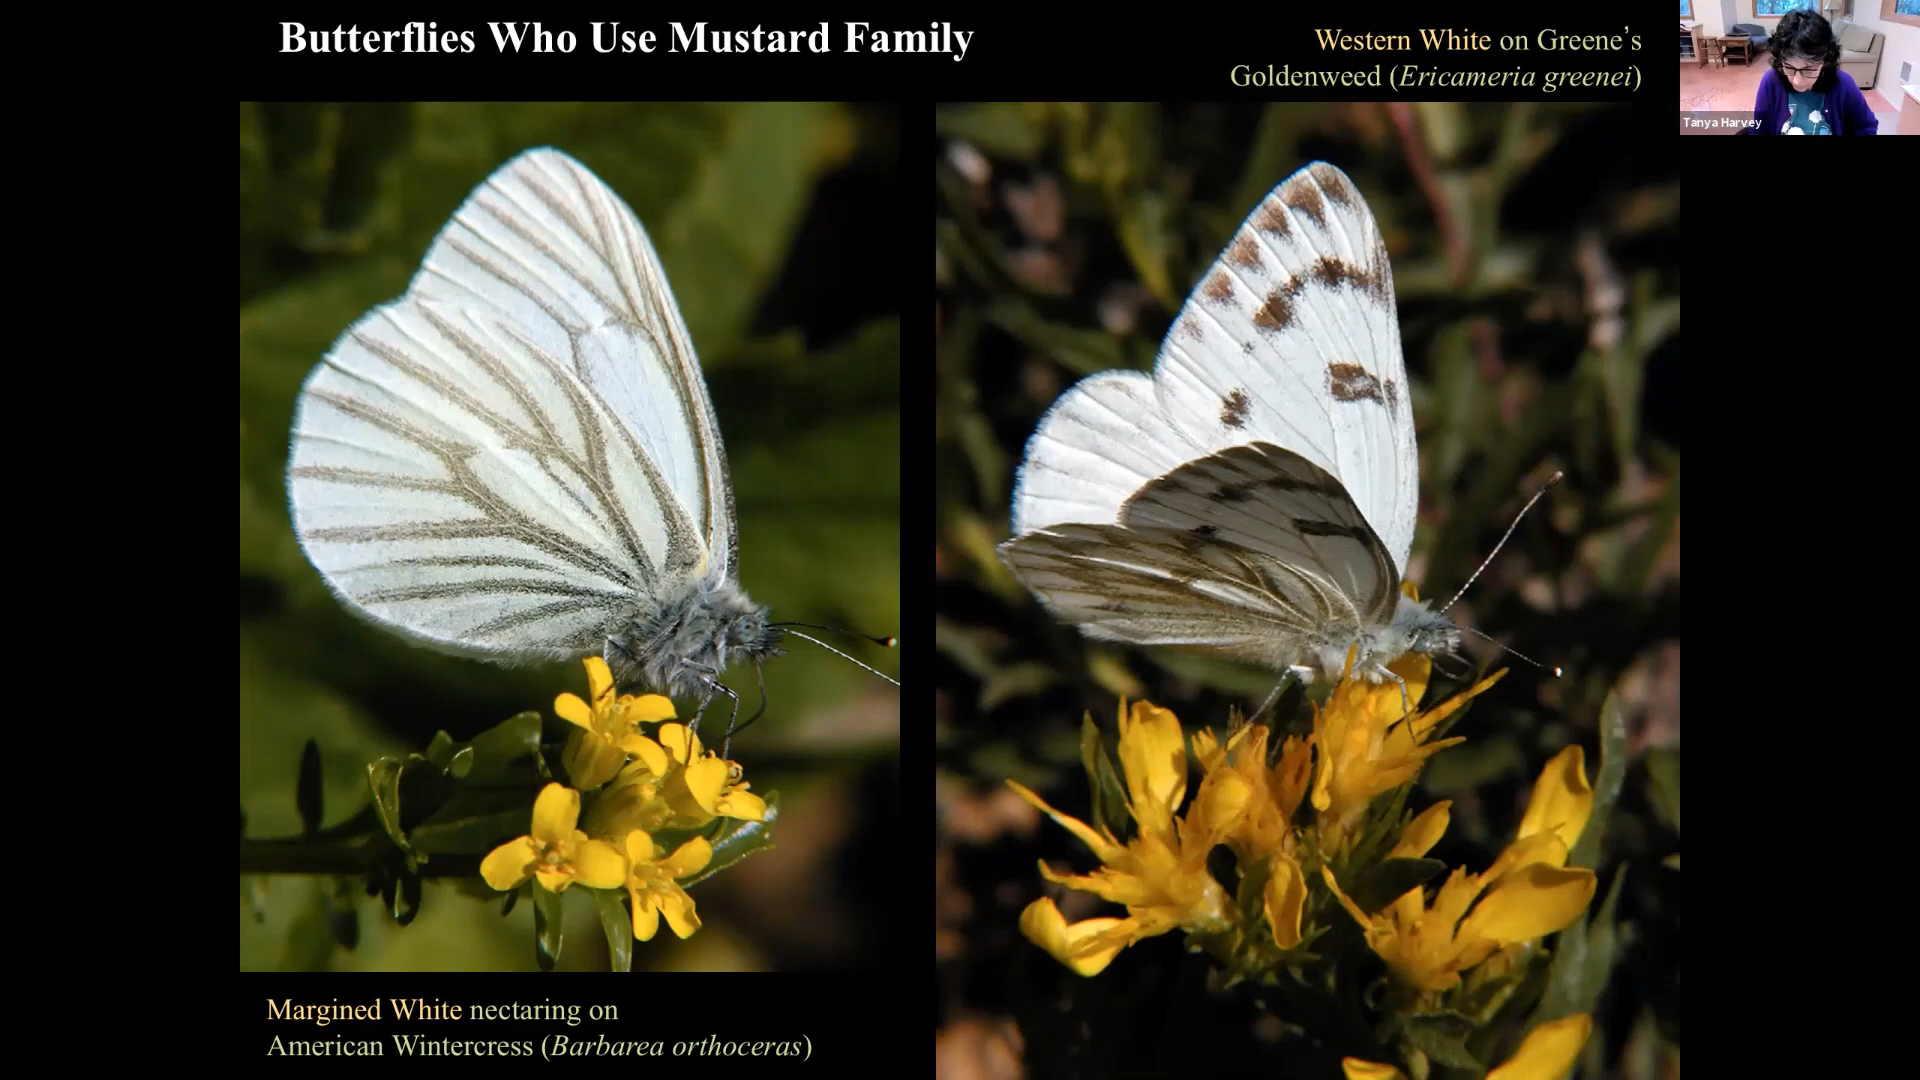 Butterflies Who Use Mustard Family
Western White on Greene's
Goldenweed (Ericameria greenei)
Tanya Harvey
Margined White nectaring on
American Wintercress (Barbarea orthoceras)